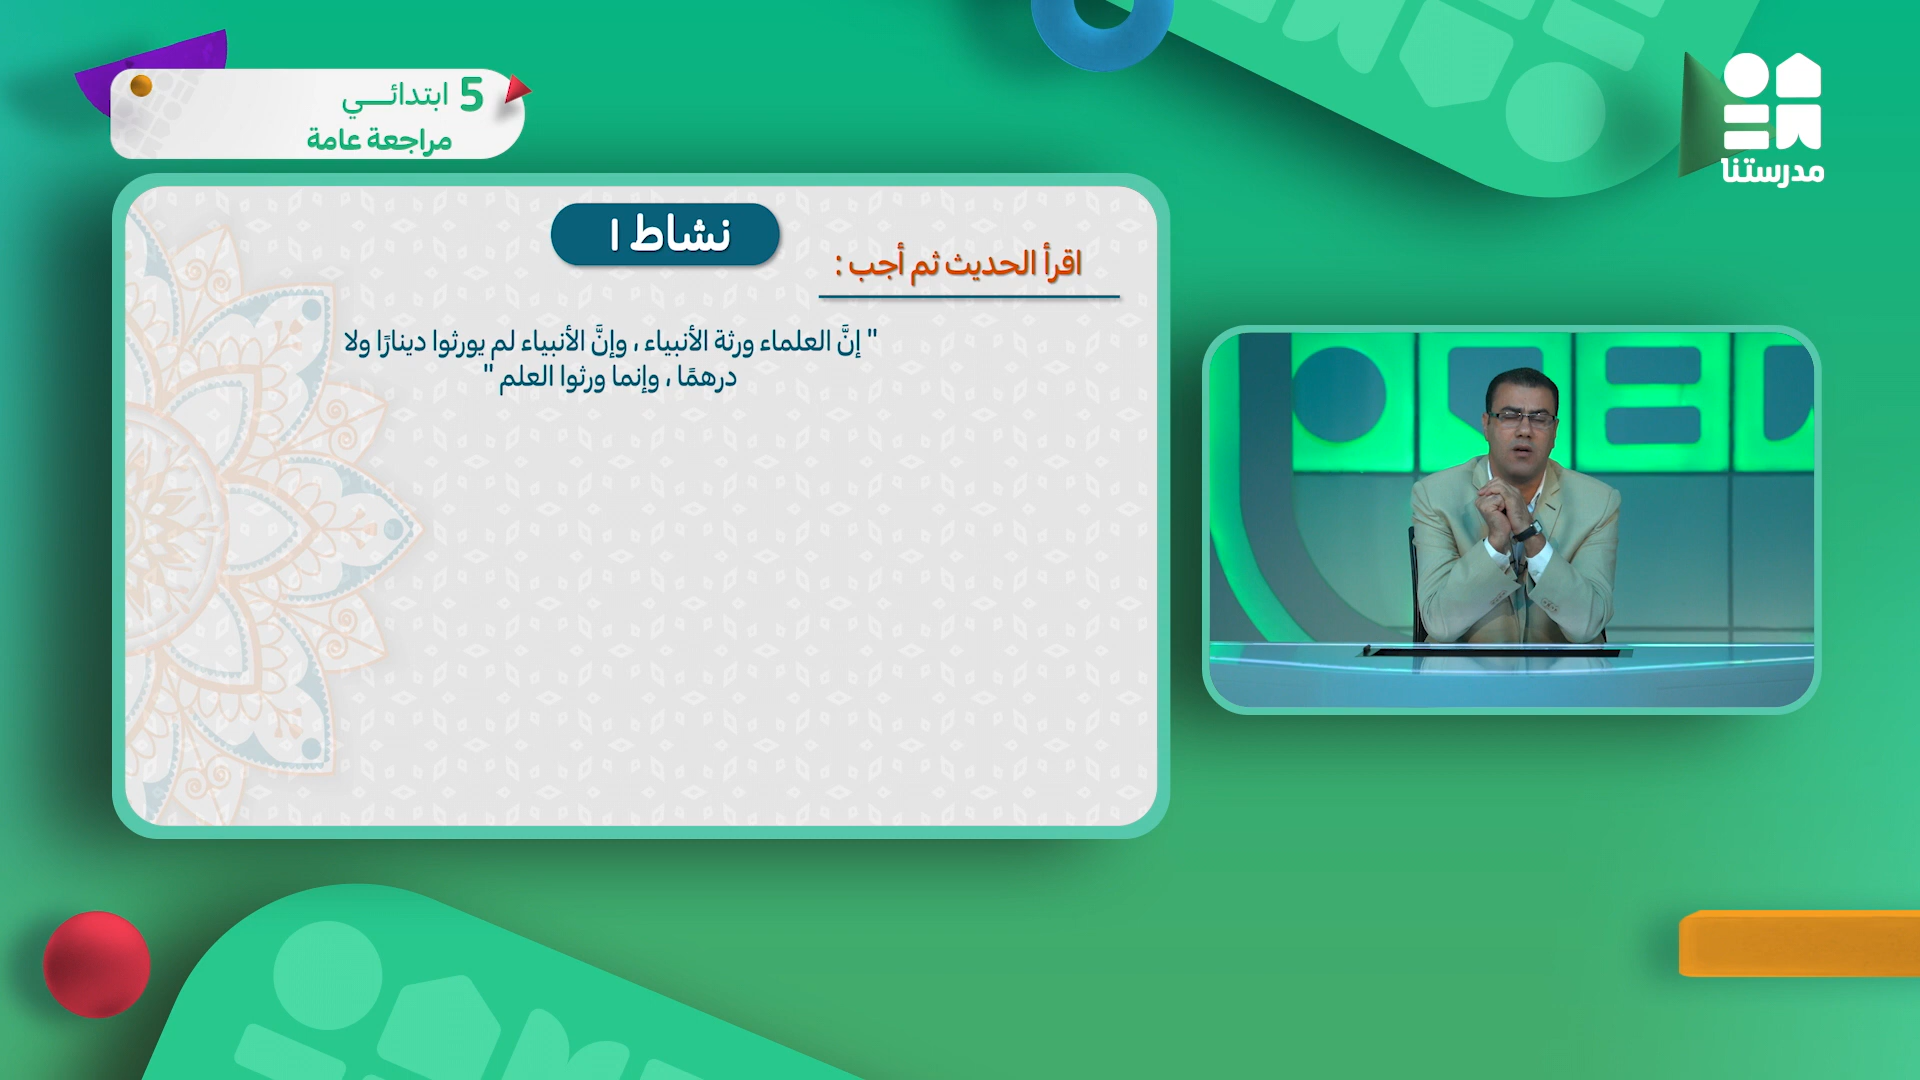 5 ابتدائـــي
مراجعة عامة
مدرستنا
نشاط ١
اقرأ الحديث ثم أجب :
" إنَّ العلماء ورثة الأنبياء ، وإنَّ الأنبياء لم يورثوا دينارًا ولا
درهمًا ، وإنما ورثوا العلم "